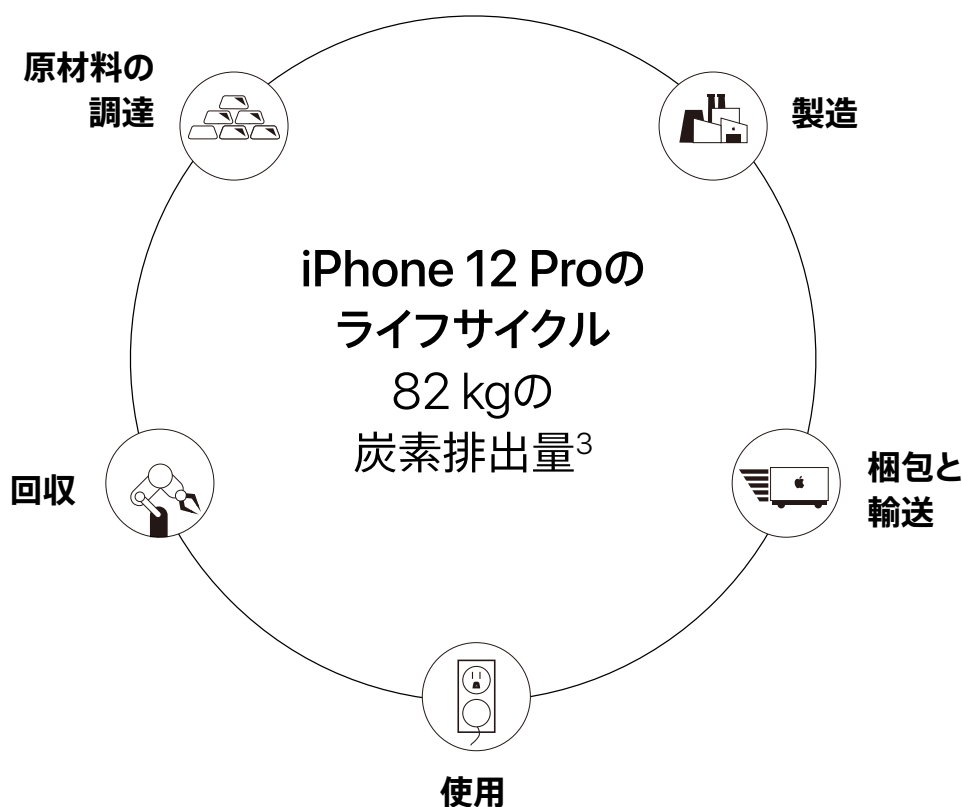 原材料の
調達
製造
iPhone 12 Proの
ライフサイクル
82 kgの
炭素排出量3
回収
梱包と
輸送
使用